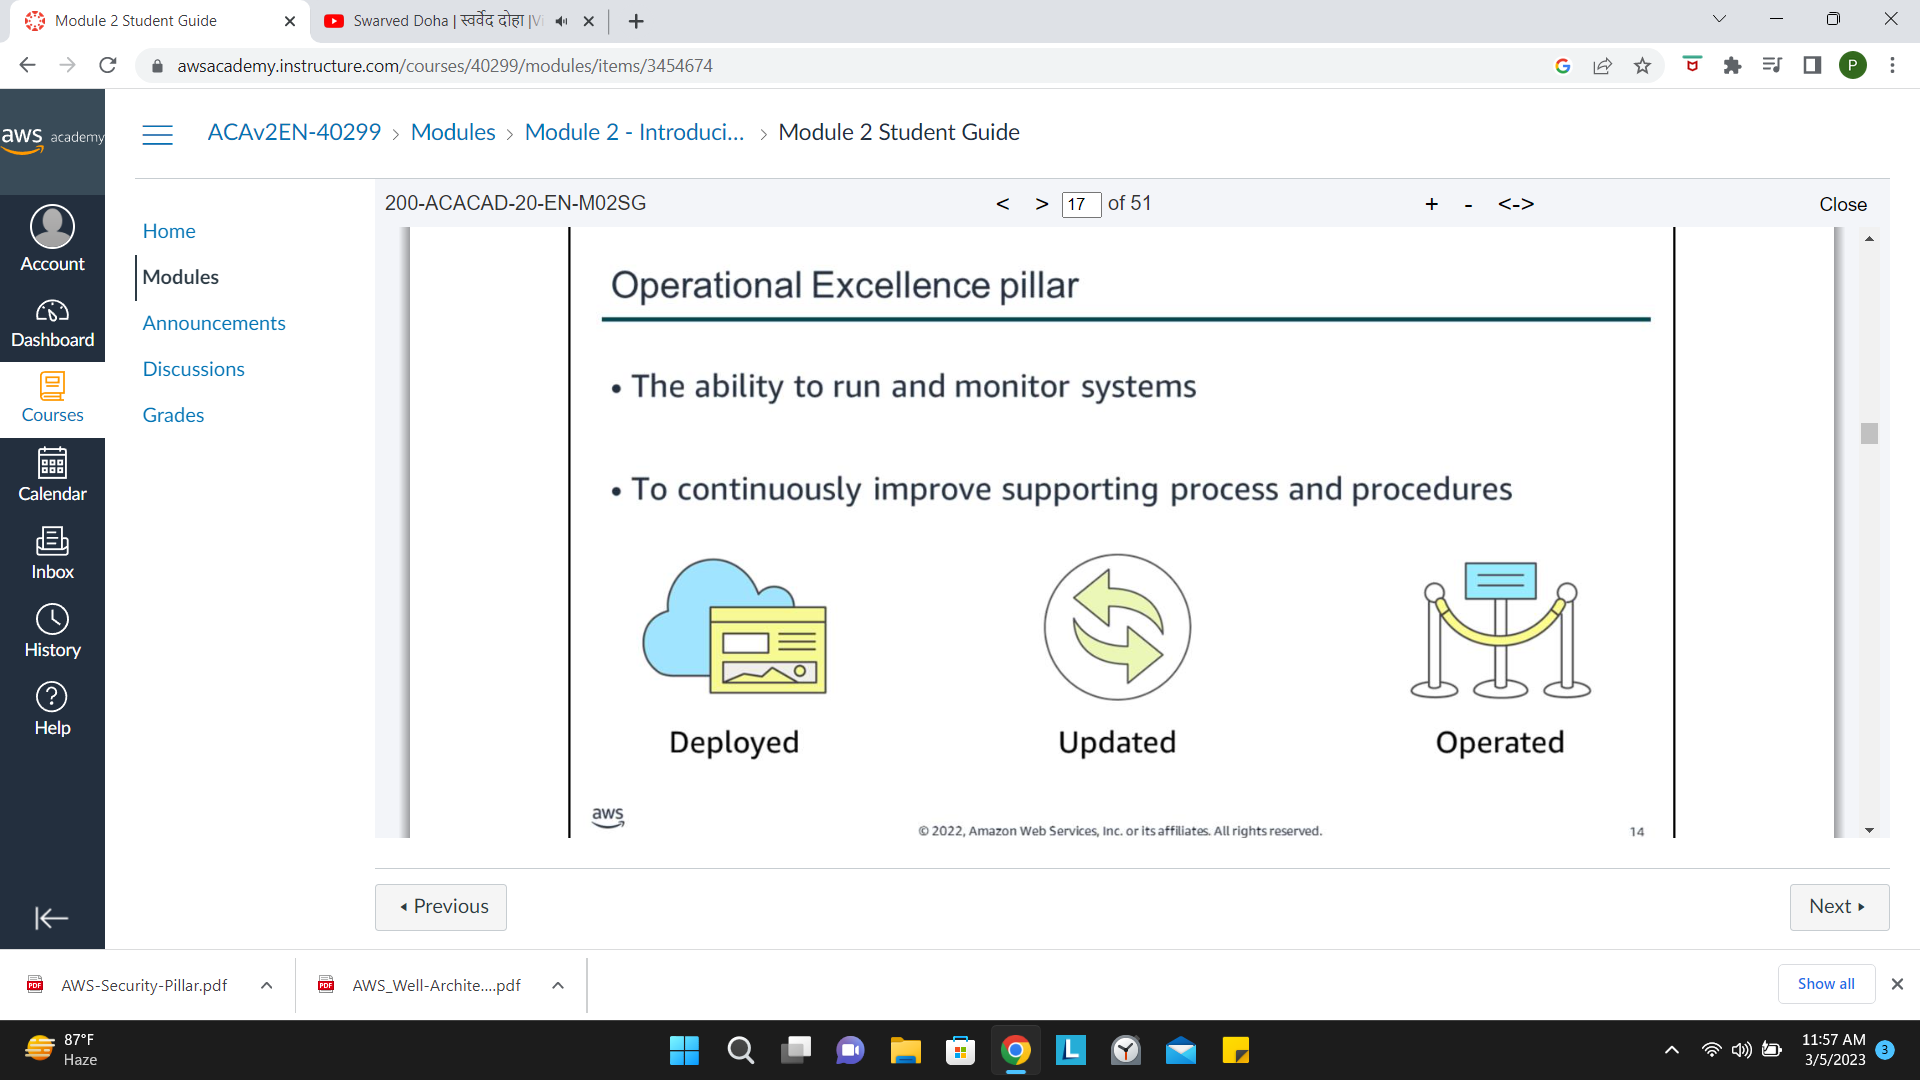 Module 2 Student Guide
Swarved Doha | स्वर्वेद दोहा |Vi
awsacademy.instructure.com/courses/40299/modules/items/3454674
P
aws academy
ACAv2EN-40299 > Modules > Module 2 - Introduci... > Module 2 Student Guide
200-ACACAD-20-EN-M02SG
< > 17 of 51
+ - <->
Close
Account
Dashboard
Courses
Calendar
Inbox
History
Help
Home
Modules
Announcements
Discussions
Grades
Operational Excellence pillar
• The ability to run and monitor systems
• To continuously improve supporting process and procedures
Deployed
Updated
Operated
aws
© 2022, Amazon Web Services, Inc. or its affiliates. All rights reserved.
14
Previous
Next
PDF AWS-Security-Pillar.pdf
PDF AWS_Well-Archite....pdf
Show all
87°F
Haze
L
11:57 AM
3/5/2023
3